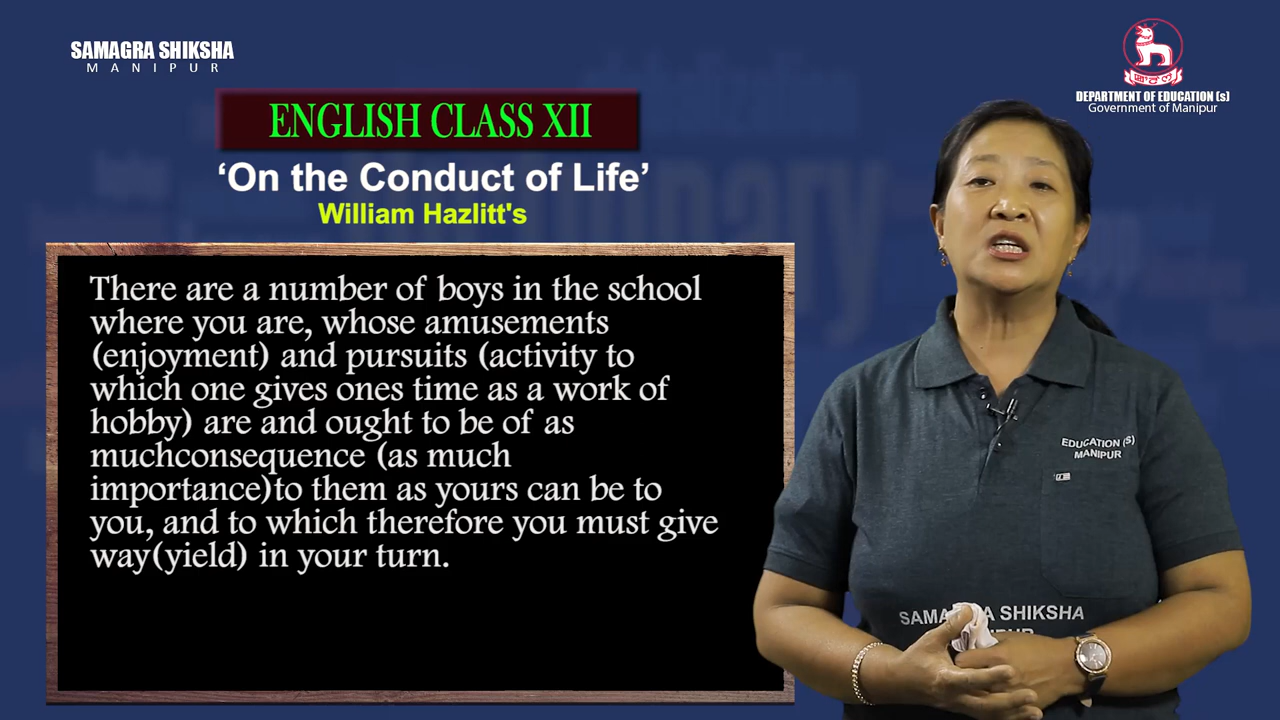 SAMAGRA SHIKSHA
MANIPUR
DEPARTMENT OF EDUCATION (s)
Government of Manipur
ENGLISH CLASS XII
‘On the Conduct of Life’
William Hazlitt's
There are a number of boys in the school
where you are, whose amusements
(enjoyment) and pursuits (activity to
which one gives ones time as a work of
hobby) are and ought to be of as
muchconsequence (as much
importance)to them as yours can be to
you, and to which therefore you must give
way(yield) in your turn.
EDUCATION (S)
MANIPUR
SHIKSHA